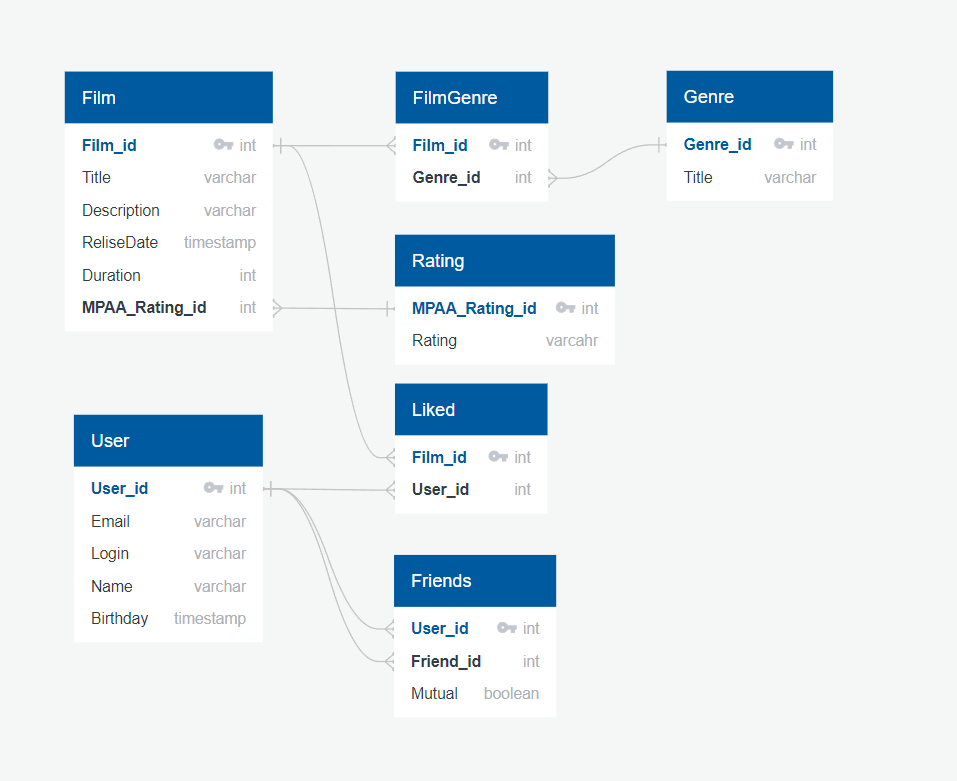 Film
Film_id int
Title varchar
Description varchar
ReliseDate timestamp
Duration int
MPAA_Rating_id int
FilmGenre
Film_id int
Genre_id int
Genre
Genre_id int
Title varchar
Rating
MPAA_Rating_id int
Rating varcahr
Liked
Film_id int
User_id int
User
User_id int
Email varchar
Login varchar
Name varchar
Birthday timestamp
Friends
User_id int
Friend_id int
Mutual boolean